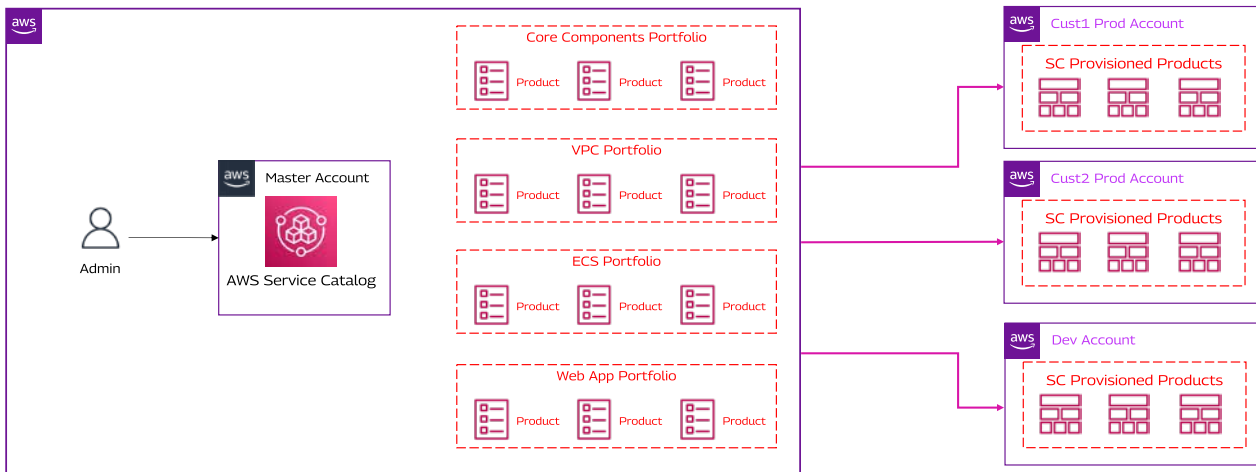 aws
Core Components Portfolio
Product Product Product
VPC Portfolio
Product Product Product
ECS Portfolio
Product Product Product
Web App Portfolio
Product Product Product
Admin
aws
Master Account
AWS Service Catalog
aws
Cust1 Prod Account
SC Provisioned Products
aws
Cust2 Prod Account
SC Provisioned Products
aws
Dev Account
SC Provisioned Products